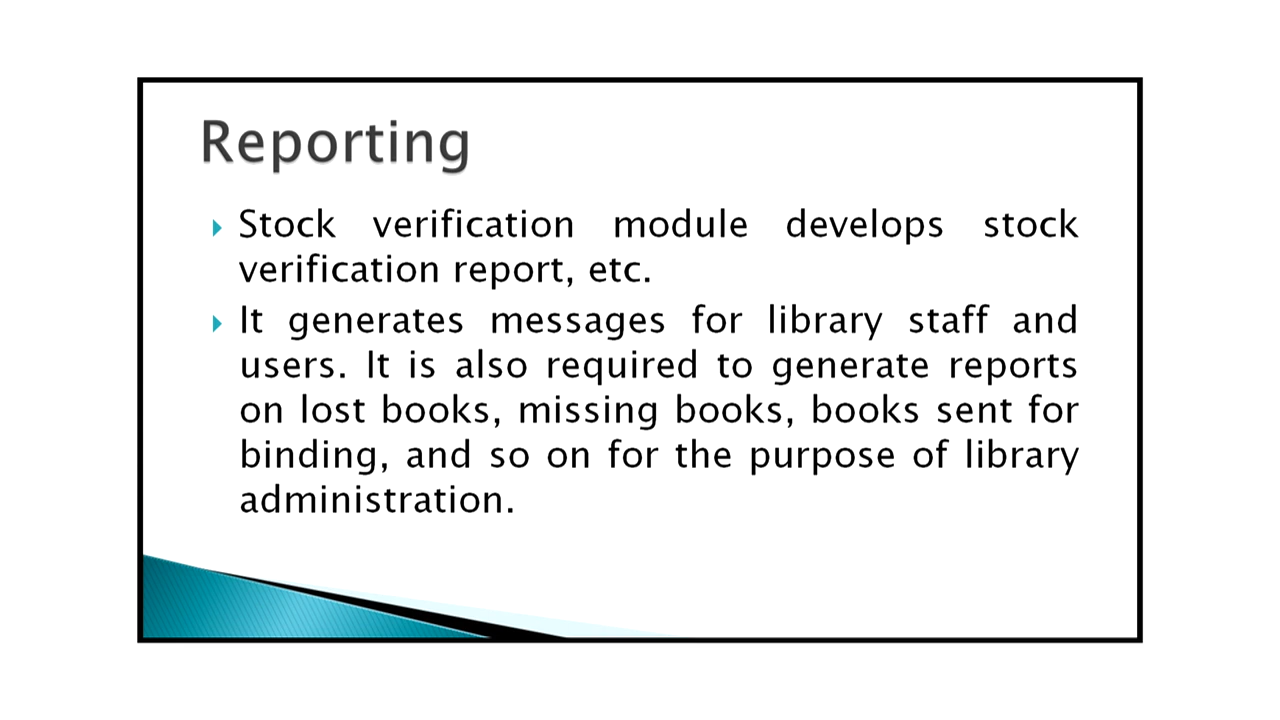 Reporting
Stock verification module develops stock
verification report, etc.
It generates messages for library staff and
users. It is also required to generate reports
on lost books, missing books, books sent for
binding, and so on for the purpose of library
administration.